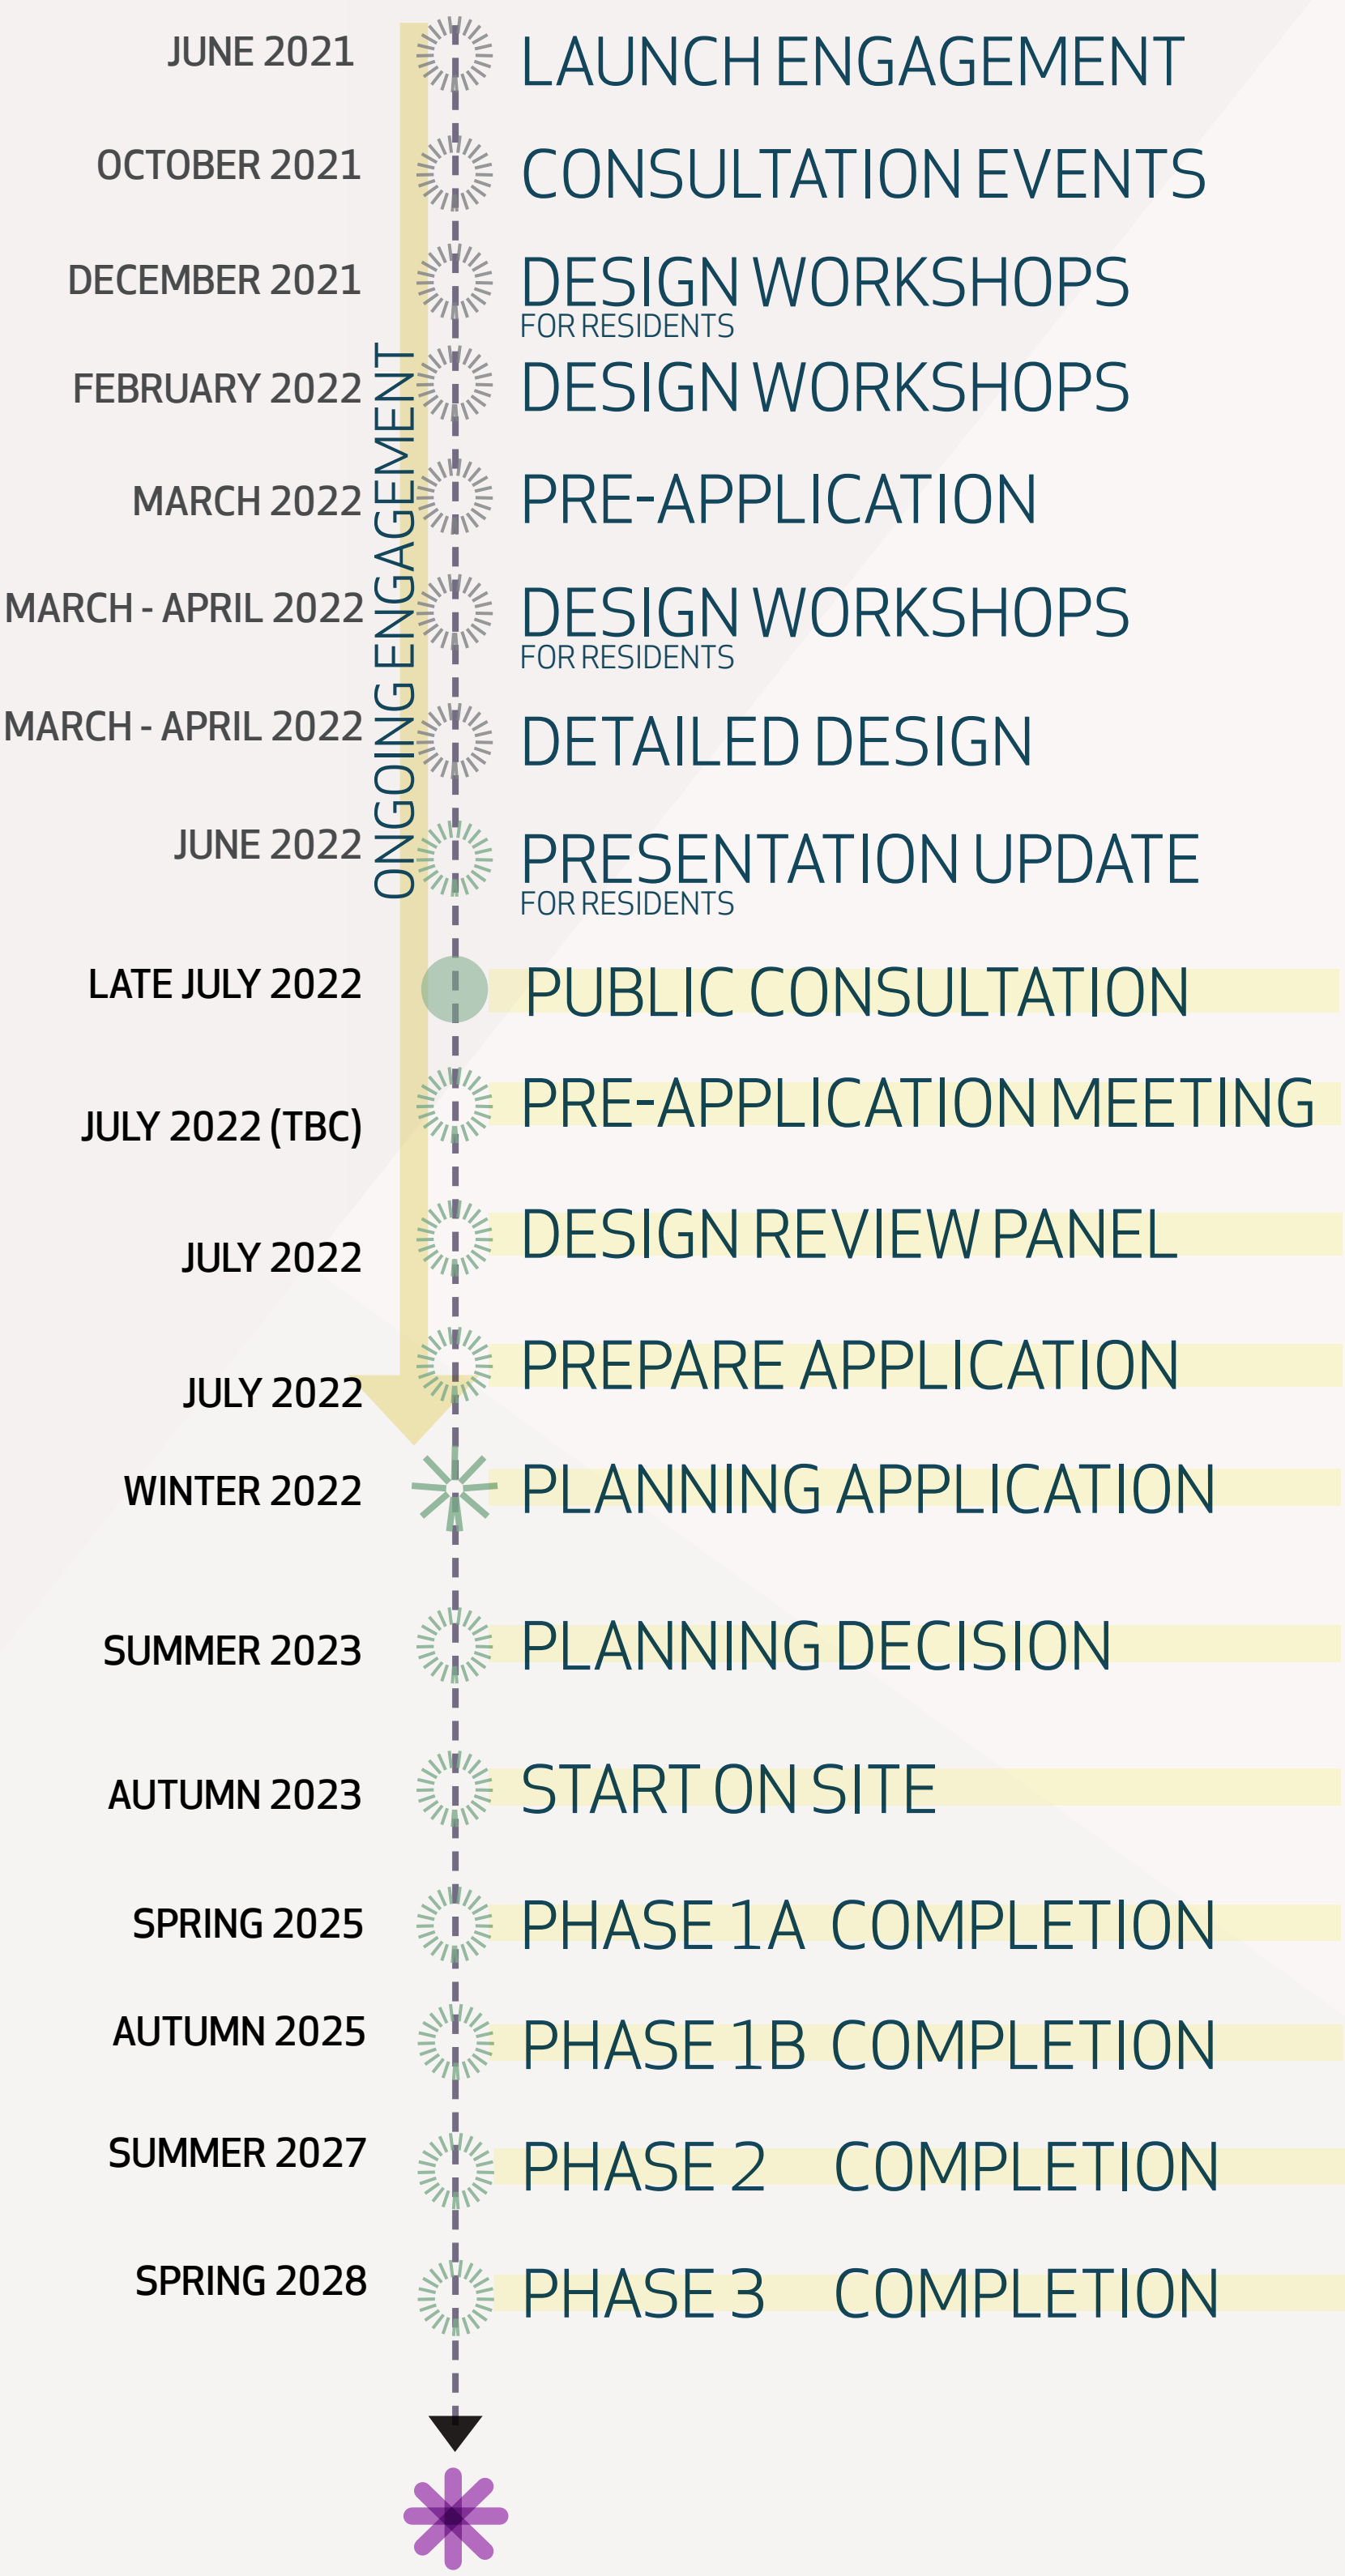 JUNE 2021
LAUNCH ENGAGEMENT
OCTOBER 2021
CONSULTATION EVENTS
DECEMBER 2021
DESIGN WORKSHOPS
FOR RESIDENTS
ONGOING ENGAGEMENT
FEBRUARY 2022
DESIGN WORKSHOPS
MARCH 2022
PRE-APPLICATION
MARCH - APRIL 2022
DESIGN WORKSHOPS
FOR RESIDENTS
MARCH - APRIL 2022
DETAILED DESIGN
JUNE 2022
PRESENTATION UPDATE
FOR RESIDENTS
LATE JULY 2022
PUBLIC CONSULTATION
JULY 2022 (TBC)
PRE-APPLICATION MEETING
JULY 2022
DESIGN REVIEW PANEL
JULY 2022
PREPARE APPLICATION
WINTER 2022
PLANNING APPLICATION
SUMMER 2023
PLANNING DECISION
AUTUMN 2023
START ON SITE
SPRING 2025
PHASE 1A COMPLETION
AUTUMN 2025
PHASE 1B COMPLETION
SUMMER 2027
PHASE 2 COMPLETION
SPRING 2028
PHASE 3 COMPLETION